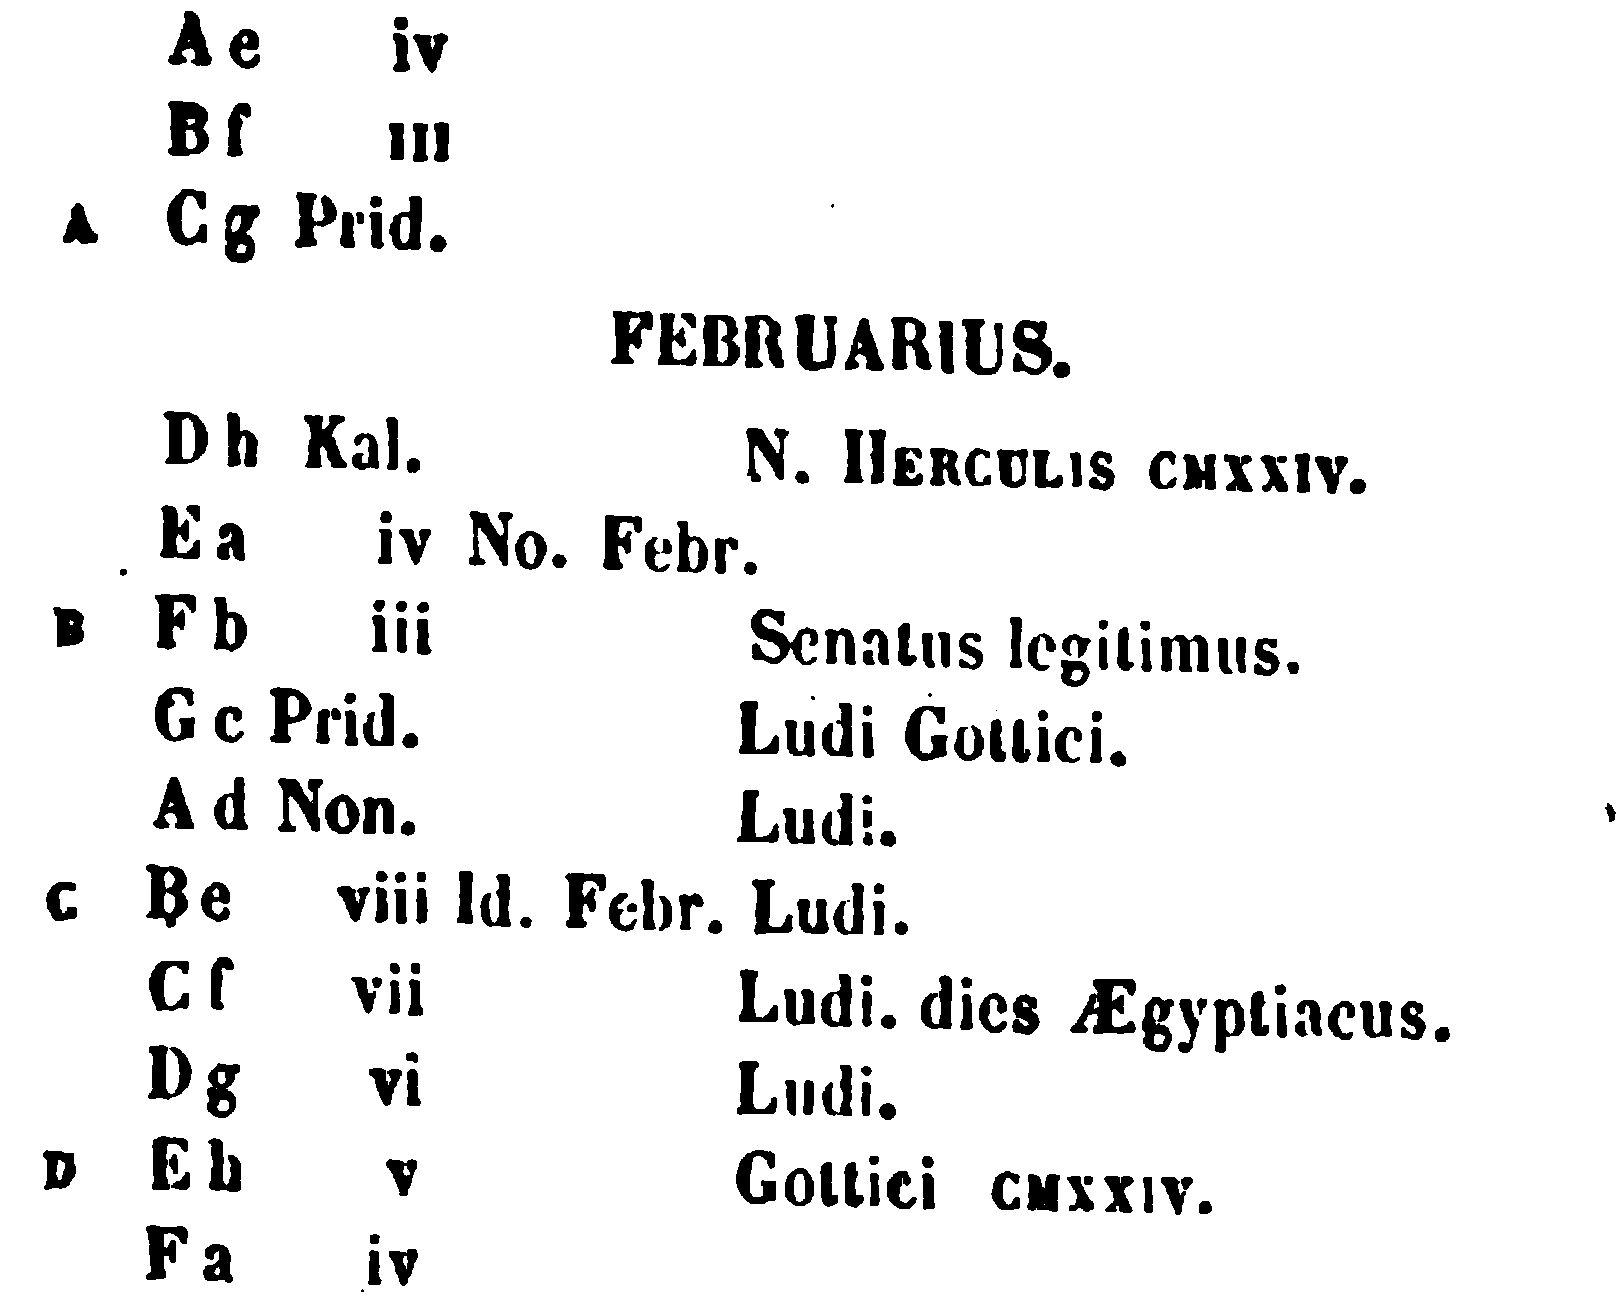 A e iv
B f III
A C g Prid.
FEBRUARIUS.
D h Kal. N. HERCULIS CMXXIV.
E a iv No. Febr.
B F b iii Senatus legitimus.
G c Prid. Ludi Gottici.
A d Non. Ludi.
C B e viii Id. Febr. Ludi.
C f vii Ludi. dies Ægyptiacus.
D g vi Ludi.
D E h v Gottici CMXXIV.
F a iv